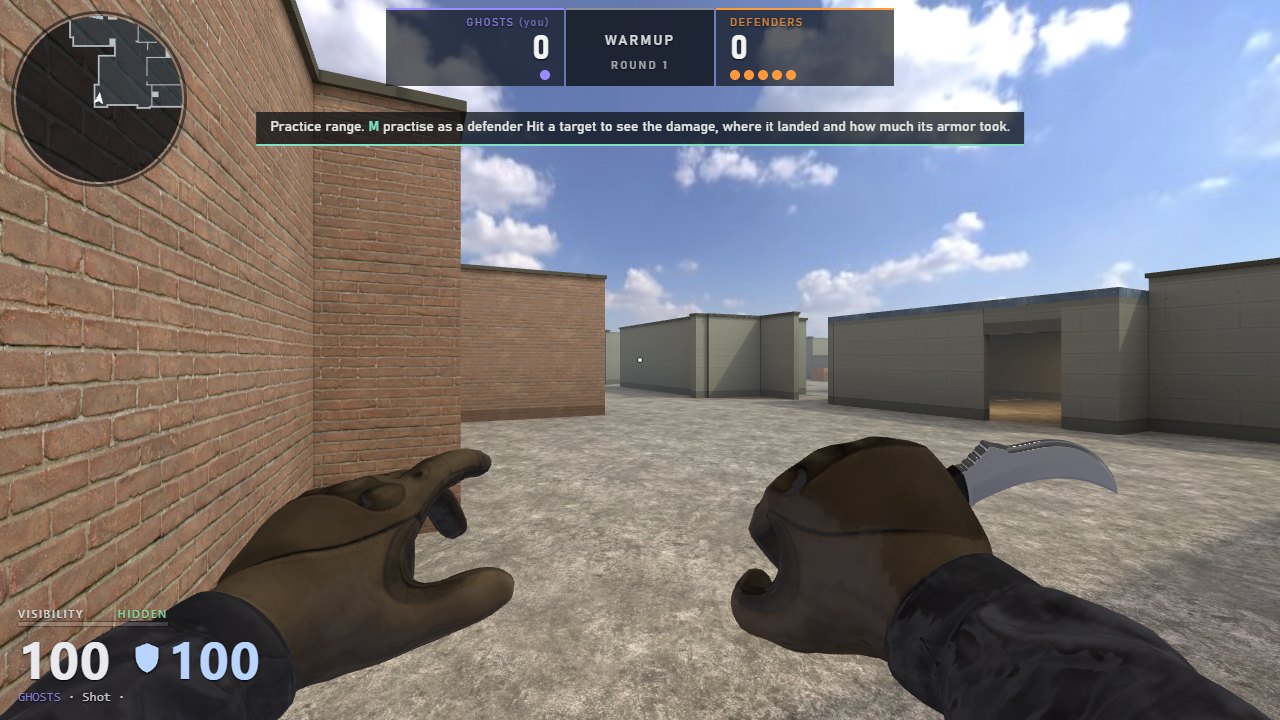 GHOSTS (you)
0
WARMUP
ROUND 1
DEFENDERS
0
Practice range. M practise as a defender Hit a target to see the damage, where it landed and how much its armor took.
VISIBILITY HIDDEN
100 100
GHOSTS · Shot ·